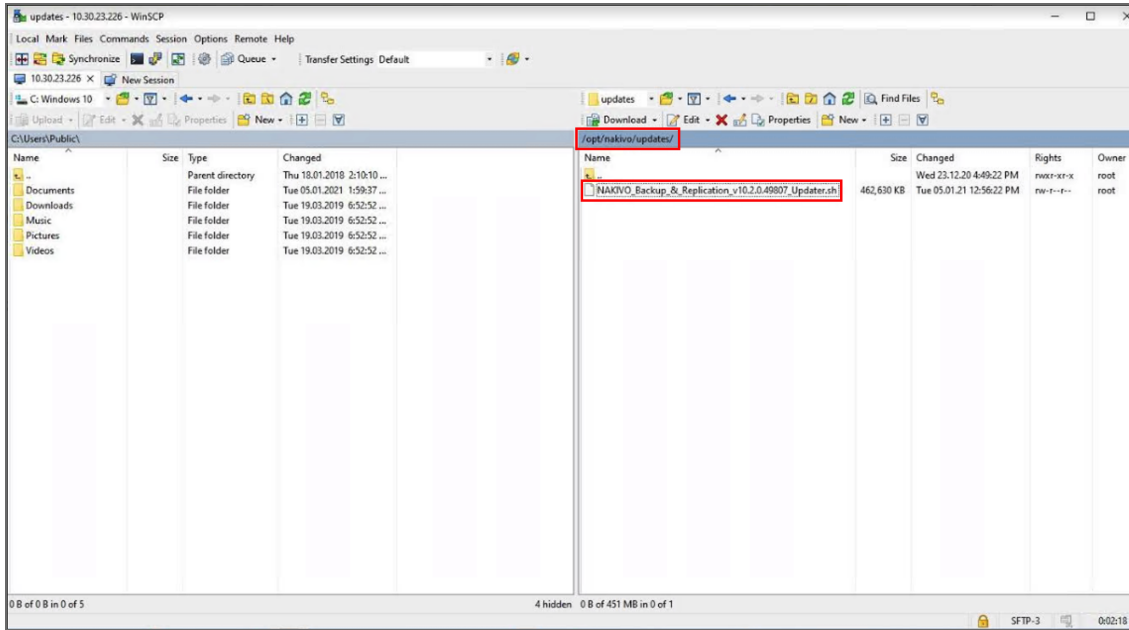 updates - 10.30.23.226 - WinSCP
Local Mark Files Commands Session Options Remote Help
Synchronize Queue Transfer Settings Default
10.30.23.226 × New Session
C: Windows 10 updates Find Files
Upload Edit Properties New Download Edit Properties New
C:\Users\Public\ /opt/nakivo/updates/
Name Size Type Changed Name Size Changed Rights Owner
.. Parent directory Thu 18.01.2018 2:10:10 ... .. Wed 23.12.20 4:49:22 PM rwxr-xr-x root
Documents File folder Tue 05.01.2021 1:59:37 ... NAKIVO_Backup_&_Replication_v10.2.0.49807_Updater.sh 462,630 KB Tue 05.01.21 12:56:22 PM rw-r--r-- root
Downloads File folder Tue 19.03.2019 6:52:52 ...
Music File folder Tue 19.03.2019 6:52:52 ...
Pictures File folder Tue 19.03.2019 6:52:52 ...
Videos File folder Tue 19.03.2019 6:52:52 ...
0 B of 0 B in 0 of 5 4 hidden 0 B of 451 MB in 0 of 1
SFTP-3 0:02:18